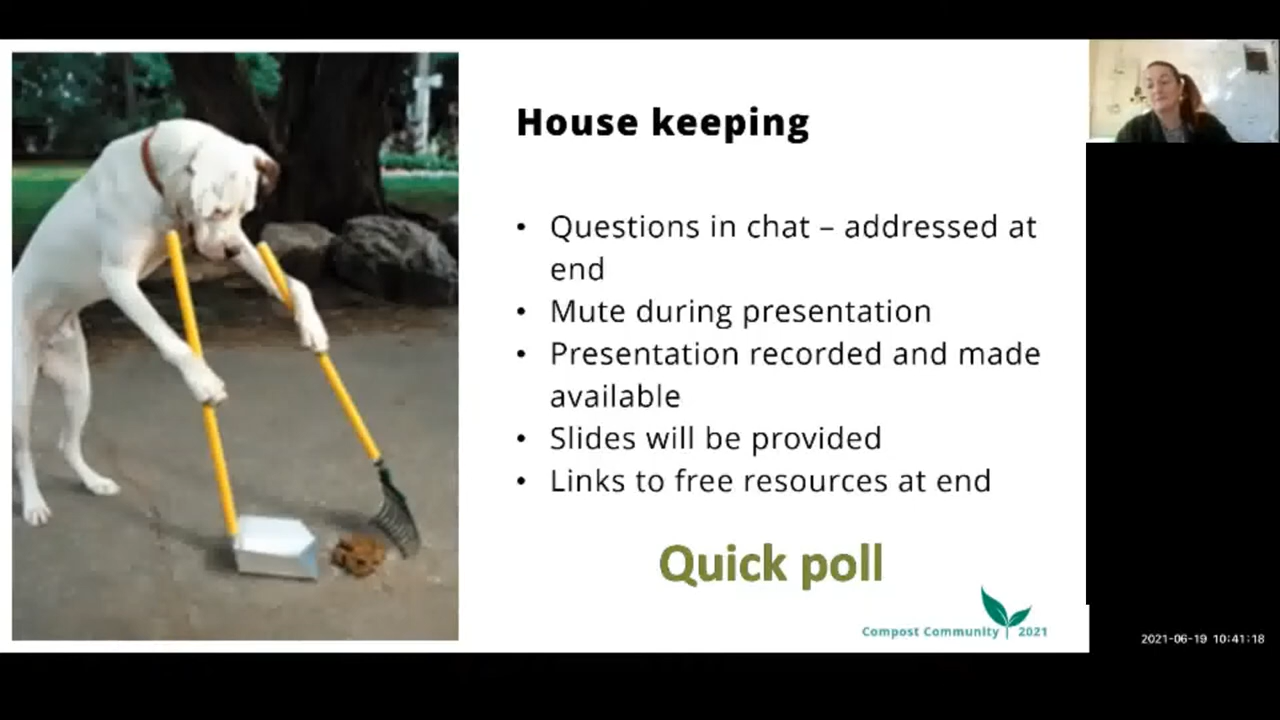 House keeping
• Questions in chat – addressed at
end
• Mute during presentation
• Presentation recorded and made
available
• Slides will be provided
• Links to free resources at end
Quick poll
Compost Community 2021
2021-06-19 10:41:18